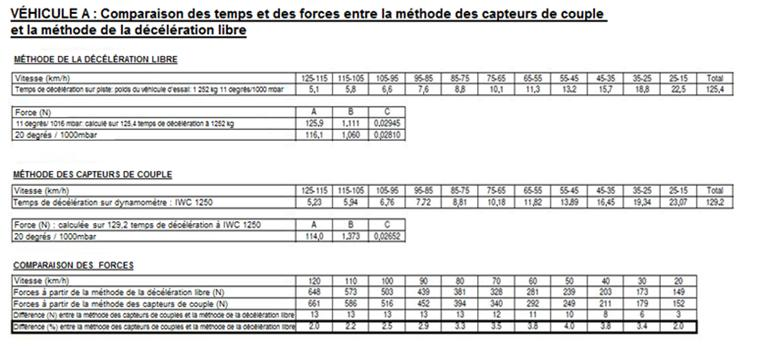 VÉHICULE A : Comparaison des temps et des forces entre la méthode des capteurs de couple
et la méthode de la décélération libre
MÉTHODE DE LA DÉCÉLÉRATION LIBRE
Vitesse (km/h) 125-115 115-105 105-95 95-85 85-75 75-65 65-55 55-45 45-35 35-25 25-15 Total
Temps de décélération sur piste: poids du véhicule d'essai: 1 252 kg 11 degrés/1000 mbar 5,1 5,8 6,6 7,6 8,8 10,1 11,3 13,2 15,7 18,8 22,5 125,4
Force (N) A B C
11 degrés/ 1016 mbar: calculé sur 125,4 temps de décélération à 1252 kg 125,9 1,111 0,02945
20 degrés / 1000mbar 116,1 1,060 0,02810
MÉTHODE DES CAPTEURS DE COUPLE
Vitesse (km/h) 125-115 115-105 105-95 95-85 85-75 75-65 65-55 55-45 45-35 35-25 25-15 Total
Temps de décélération sur dynamomètre : IWC 1250 5,23 5,94 6,76 7,72 8,81 10,18 11,82 13,89 16,45 19,34 23,07 129,2
Force (N) : calculée sur 129,2 temps de décélération à IWC 1250 A B C
20 degrés / 1000mbar 114,0 1,373 0,02652
COMPARAISON DES FORCES
Vitesse (km/h) 120 110 100 90 80 70 60 50 40 30 20
Forces à partir de la méthode de la décélération libre (N) 648 573 503 439 381 328 281 239 203 173 149
Forces à partir de la méthode des capteurs de couple (N) 661 586 516 452 394 340 292 249 211 179 152
Différence (N) entre la méthode des capteurs de couples et la méthode de la décélération libre 13 13 13 13 13 12 11 10 8 6 3
Différence (%) entre la méthode des capteurs de couples et la méthode de la décélération libre 2.0 2.2 2.5 2.9 3.3 3.5 3.8 4.0 3.8 3.4 2.0